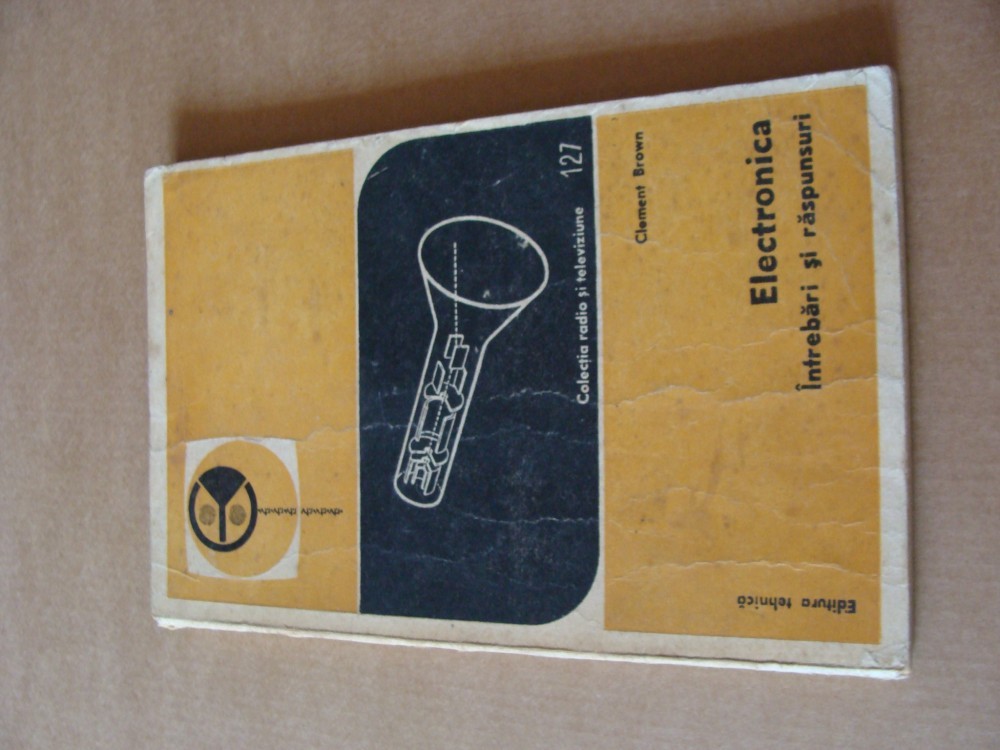 Colecția radio și televiziune 127
Clement Brown
Electronica
Întrebări și răspunsuri
Editura tehnică